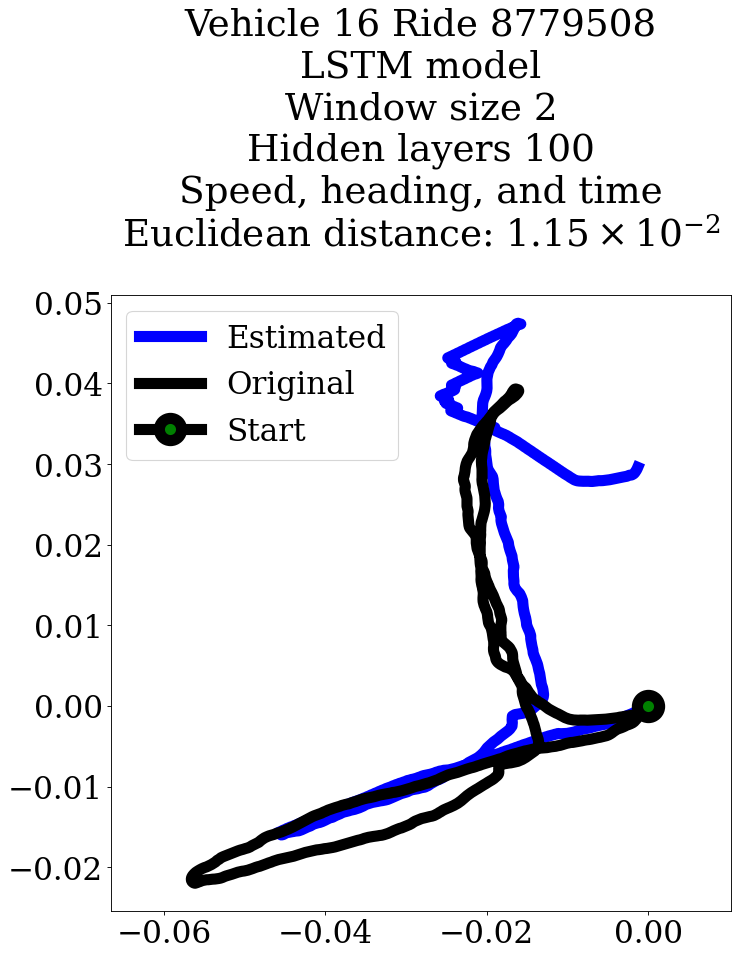 Vehicle 16 Ride 8779508
LSTM model
Window size 2
Hidden layers 100
Speed, heading, and time
Euclidean distance: 1.15 × 10⁻²
0.05
0.04
0.03
0.02
0.01
0.00
−0.01
−0.02
Estimated
Original
Start
−0.06 −0.04 −0.02 0.00